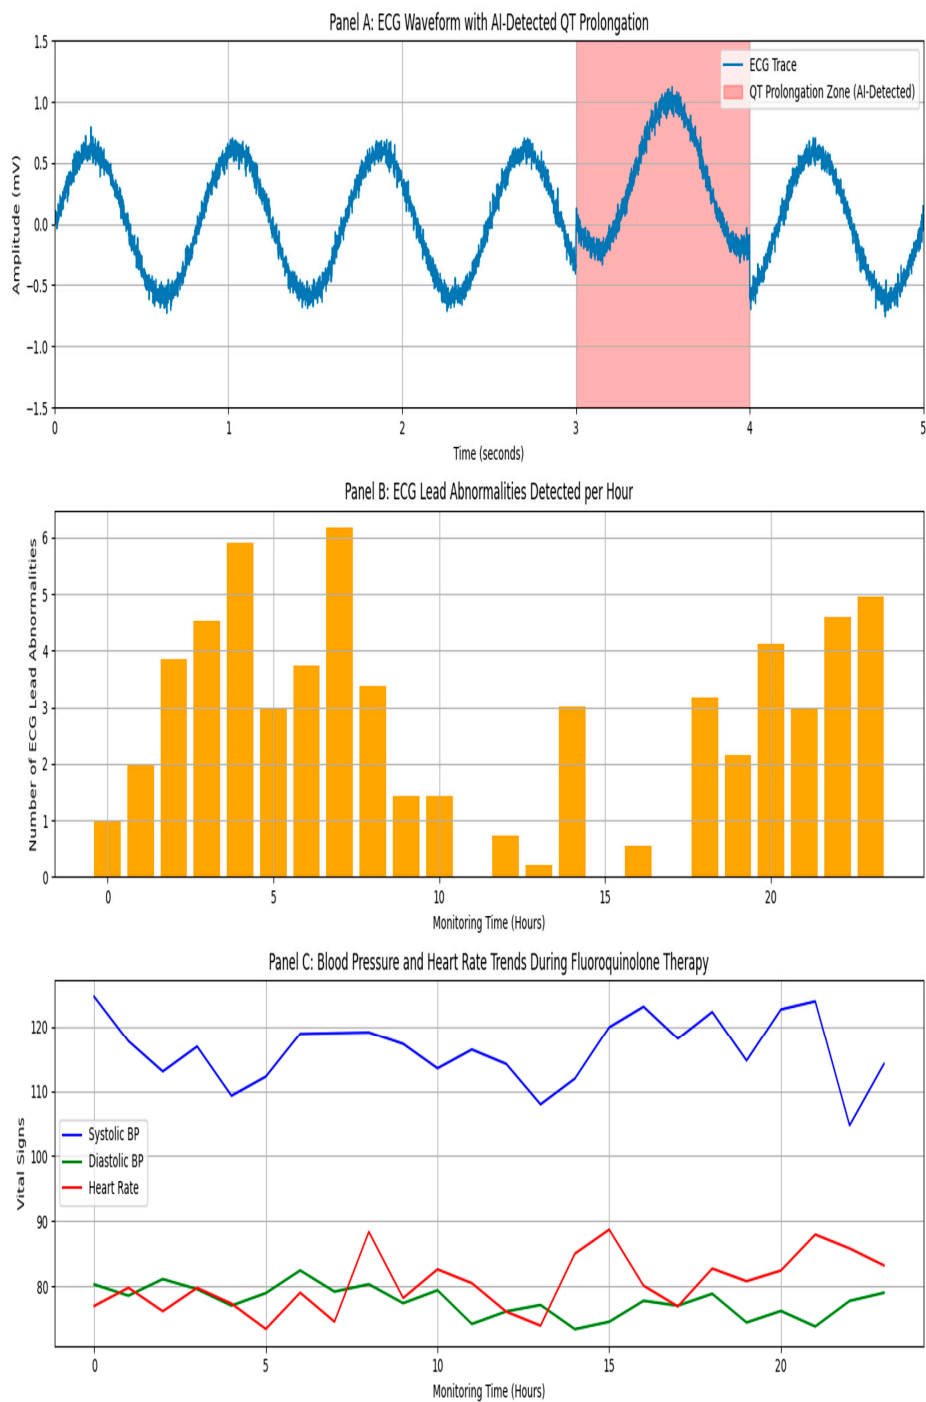 Panel A: ECG Waveform with AI-Detected QT Prolongation
1.5
1.0
0.5
0.0
−0.5
−1.0
−1.5
Amplitude (mV)
ECG Trace
QT Prolongation Zone (AI-Detected)
0 1 2 3 4 5
Time (seconds)
Panel B: ECG Lead Abnormalities Detected per Hour
6
5
4
3
2
1
0
Number of ECG Lead Abnormalities
0 5 10 15 20
Monitoring Time (Hours)
Panel C: Blood Pressure and Heart Rate Trends During Fluoroquinolone Therapy
120
110
100
90
80
Vital Signs
Systolic BP
Diastolic BP
Heart Rate
0 5 10 15 20
Monitoring Time (Hours)